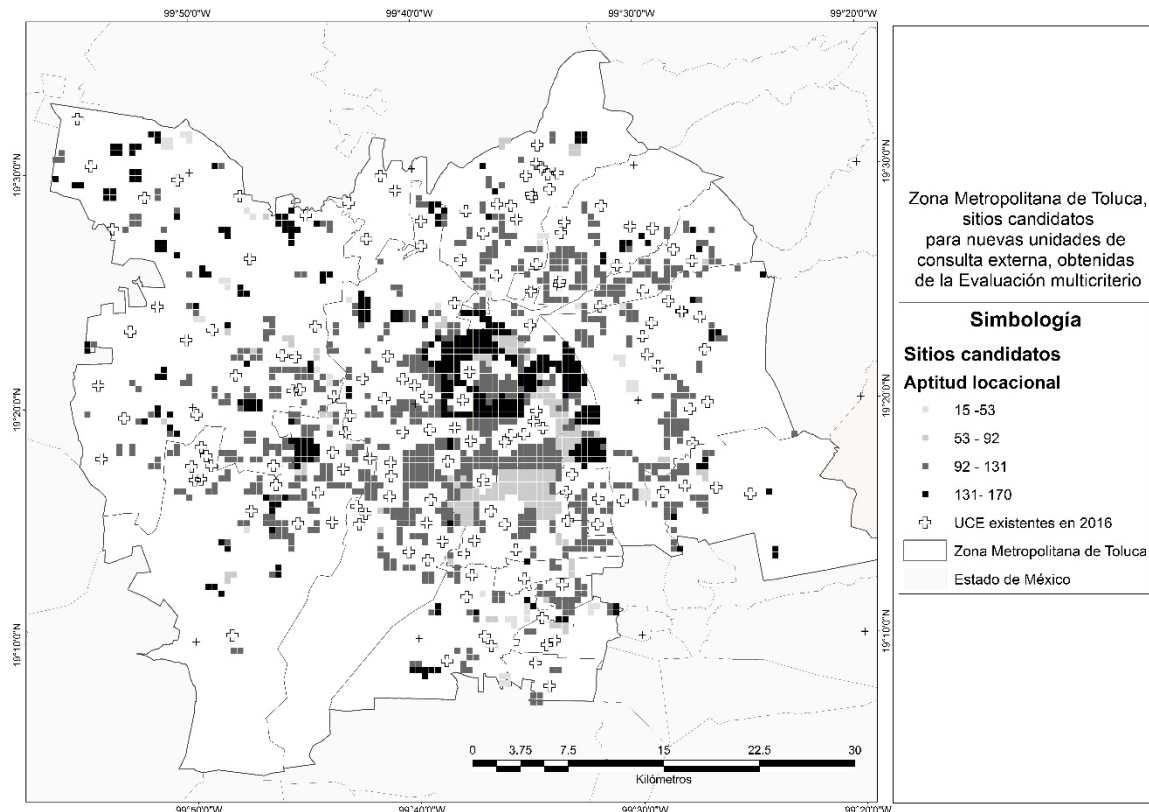 99°50'0"W
99°40'0"W
99°30'0"W
99°20'0"W
19°30'0"N
19°30'0"N
19°20'0"N
19°20'0"N
19°10'0"N
19°10'0"N
0
3.75
7.5
15
22.5
30
Kilómetros
99°50'0"W
99°40'0"W
99°30'0"W
99°20'0"W
Zona Metropolitana de Toluca,
sitios candidatos
para nuevas unidades de
consulta externa, obtenidas
de la Evaluación multicriterio
Simbología
Sitios candidatos
Aptitud locacional
15 -53
53 - 92
92 - 131
131- 170
UCE existentes en 2016
Zona Metropolitana de Toluca
Estado de México